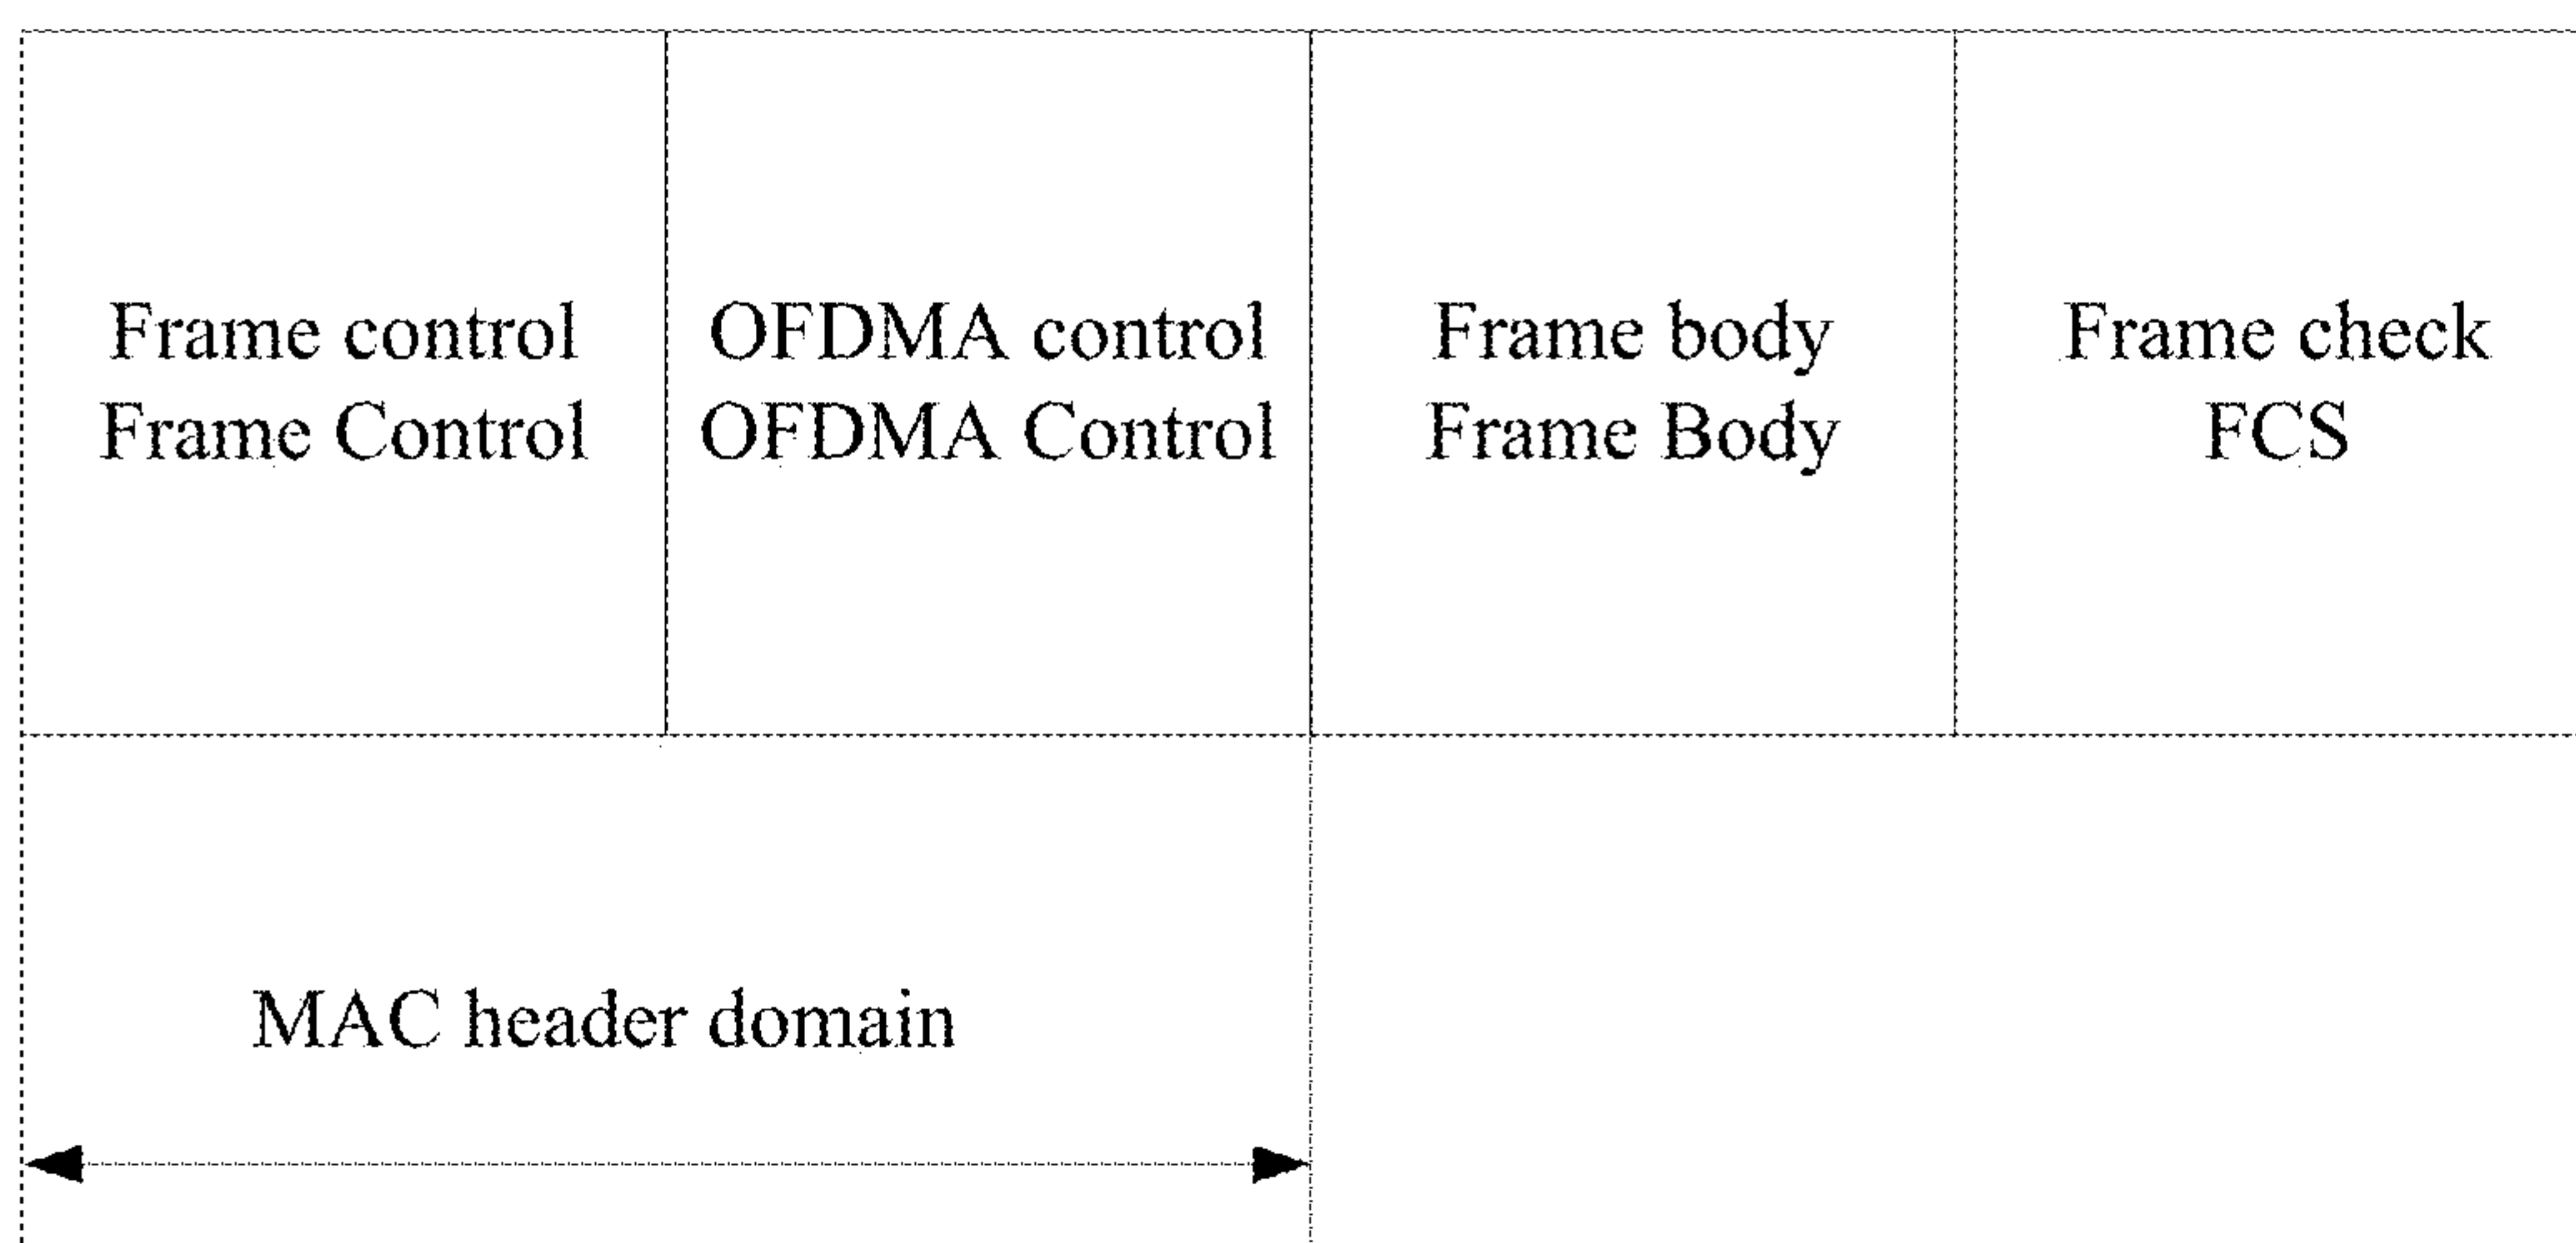 Frame control
Frame Control
OFDMA control
OFDMA Control
Frame body
Frame Body
Frame check
FCS
MAC header domain